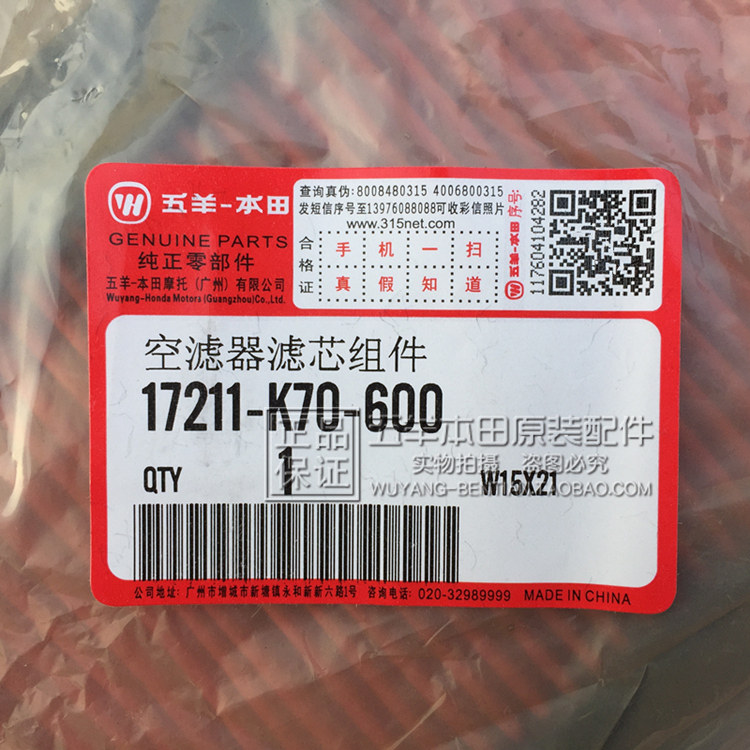 五羊-本田
GENUINE PARTS
纯正零部件
五羊-本田摩托(广州)有限公司
Wuyang-Honda Motors(Guangzhou)Co.,Ltd.
查询真伪:8008480315 4006800315
发短信序号至13976088088可收彩信照片
www.315net.com
合格证
手机一扫
真假知道
五羊-本田序号:
117604104282
空滤器滤芯组件
17211-K70-600
QTY
1
W15X21
正品
保证
五羊本田原装配件
实物拍摄 盗图必究
WUYANG-BENTIAN.TAOBAO.COM
公司地址:广州市增城市新塘镇永和新新六路1号 咨询电话:020-32989999 MADE IN CHINA